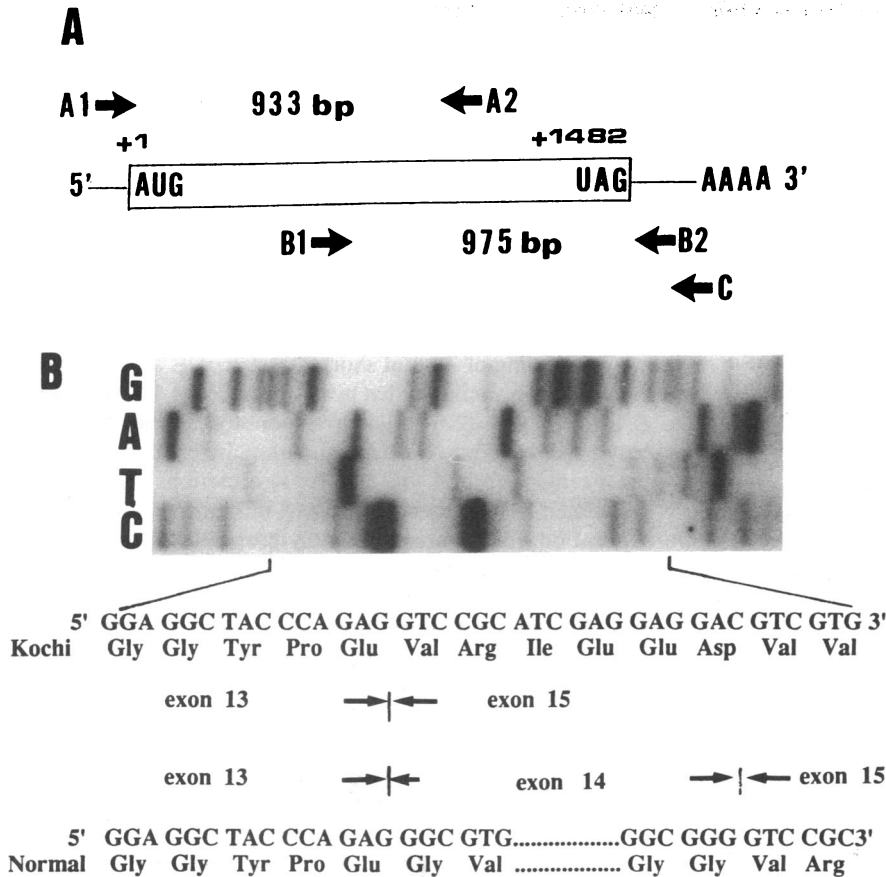 A
A1 933 bp A2
+1 +1482
5' AUG UAG AAAA 3'
B1 975 bp B2
C
B
G
A
T
C
5' GGA GGC TAC CCA GAG GTC CGC ATC GAG GAG GAC GTC GTG 3'
Kochi Gly Gly Tyr Pro Glu Val Arg Ile Glu Glu Asp Val Val
exon 13 exon 15
exon 13 exon 14 exon 15
5' GGA GGC TAC CCA GAG GGC GTG..................GGC GGG GTC CGC3'
Normal Gly Gly Tyr Pro Glu Gly Val ..................Gly Gly Val Arg